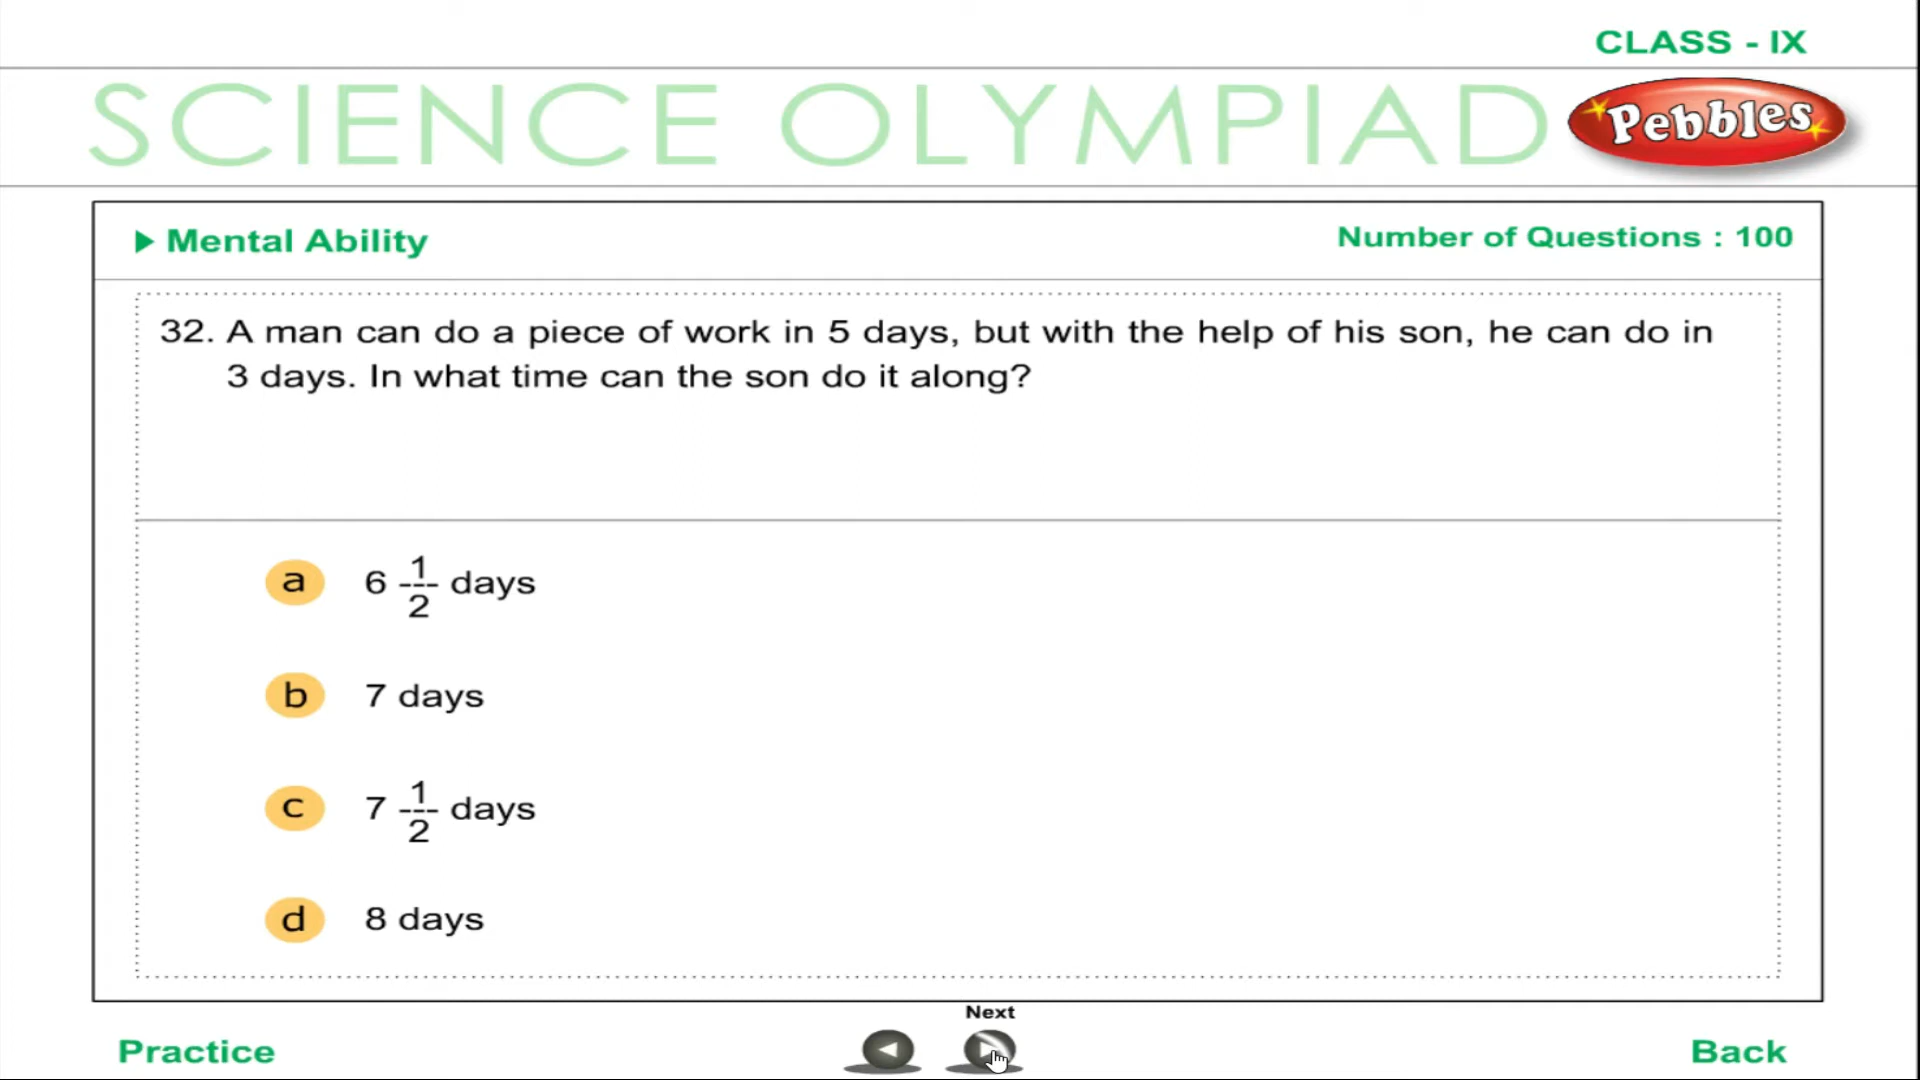 CLASS - IX
SCIENCE OLYMPIAD
Pebbles
Mental Ability
Number of Questions : 100
32. A man can do a piece of work in 5 days, but with the help of his son, he can do in
3 days. In what time can the son do it along?
a 6 1/2 days
b 7 days
c 7 1/2 days
d 8 days
Next
Practice
Back